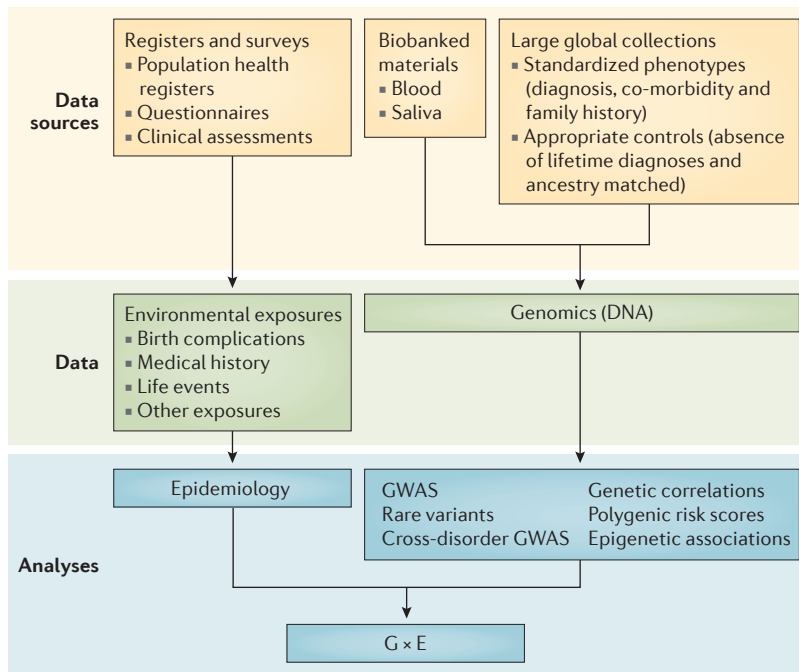 Data
sources
Registers and surveys
▪ Population health
registers
▪ Questionnaires
▪ Clinical assessments
Biobanked
materials
▪ Blood
▪ Saliva
Large global collections
▪ Standardized phenotypes
(diagnosis, co-morbidity and
family history)
▪ Appropriate controls (absence
of lifetime diagnoses and
ancestry matched)
Data
Environmental exposures
▪ Birth complications
▪ Medical history
▪ Life events
▪ Other exposures
Genomics (DNA)
Analyses
Epidemiology
GWAS
Rare variants
Cross-disorder GWAS
Genetic correlations
Polygenic risk scores
Epigenetic associations
G × E